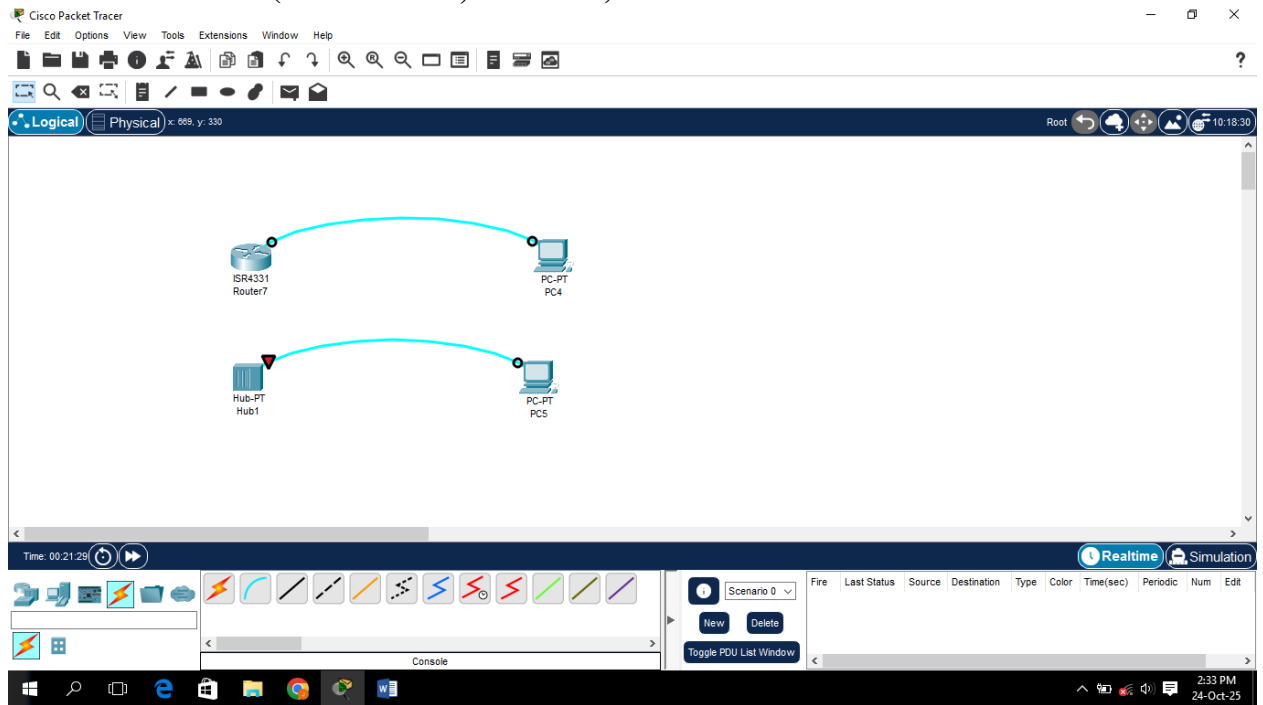 Cisco Packet Tracer
File Edit Options View Tools Extensions Window Help
?
Logical Physical x: 669, y: 330 Root 10:18:30
ISR4331
Router7
PC-PT
PC4
Hub-PT
Hub1
PC-PT
PC5
Time: 00:21:29 Realtime Simulation
Scenario 0
New Delete
Toggle PDU List Window
Fire Last Status Source Destination Type Color Time(sec) Periodic Num Edit
Console
2:33 PM
24-Oct-25